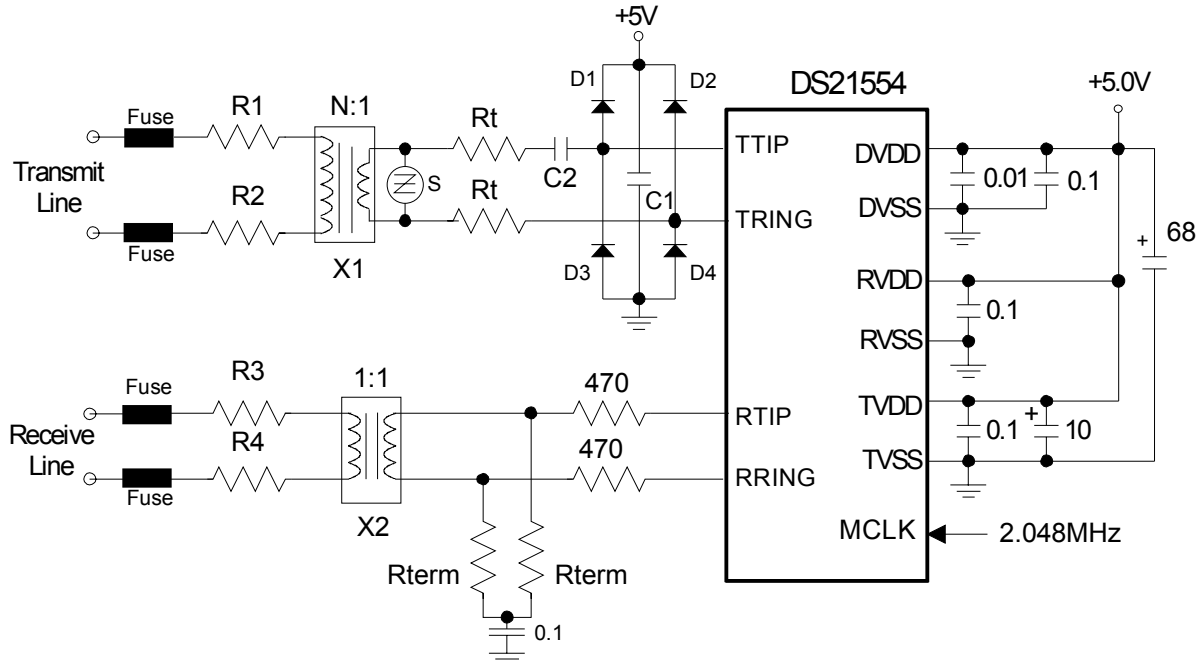 +5V
D1
D2
DS21554
+5.0V
Fuse
R1
N:1
Rt
TTIP
DVDD
Transmit
Line
S
C2
0.01
0.1
C1
DVSS
R2
Rt
TRING
68
+
Fuse
X1
D3
D4
RVDD
0.1
RVSS
Fuse
R3
1:1
470
RTIP
TVDD
Receive
Line
R4
470
0.1
+
10
RRING
TVSS
Fuse
X2
MCLK
2.048MHz
Rterm
Rterm
0.1